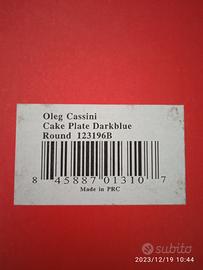 Oleg Cassini
Cake Plate Darkblue
Round 123196B
8 45887 01310 7
Made in PRC
2023/12/19 10:44
subito